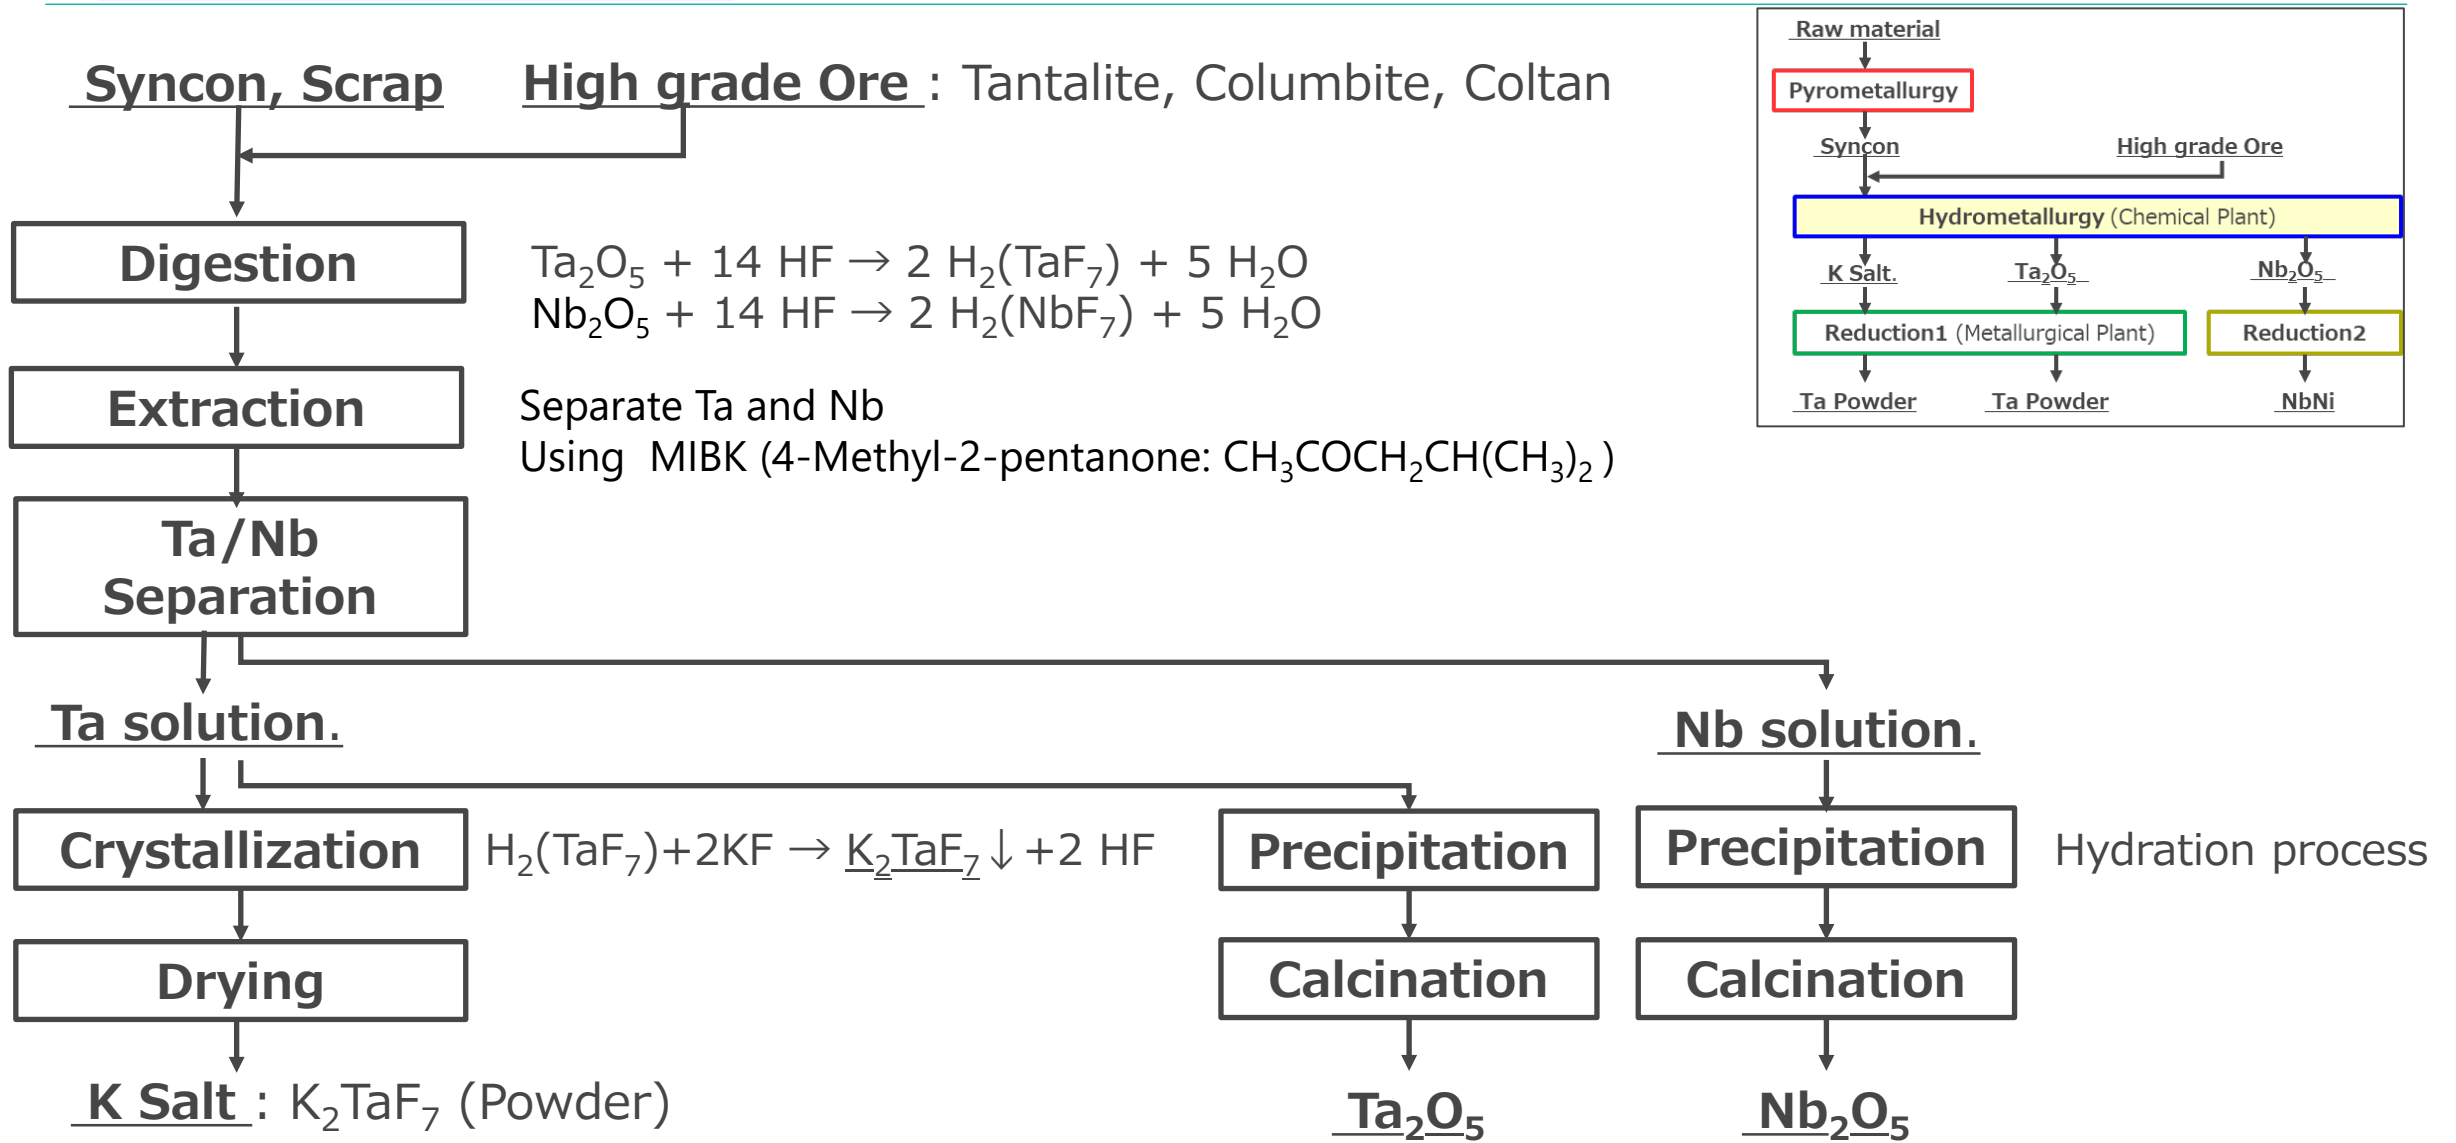 Syncon, Scrap
High grade Ore : Tantalite, Columbite, Coltan
Digestion
Ta₂O₅ + 14 HF → 2 H₂(TaF₇) + 5 H₂O
Nb₂O₅ + 14 HF → 2 H₂(NbF₇) + 5 H₂O
Extraction
Separate Ta and Nb
Using MIBK (4-Methyl-2-pentanone: CH₃COCH₂CH(CH₃)₂ )
Ta/Nb
Separation
Ta solution.
Nb solution.
Crystallization
H₂(TaF₇)+2KF → K₂TaF₇ ↓ +2 HF
Precipitation
Precipitation
Hydration process
Drying
Calcination
Calcination
K Salt : K₂TaF₇ (Powder)
Ta₂O₅
Nb₂O₅
Raw material
Pyrometallurgy
Syncon
High grade Ore
Hydrometallurgy (Chemical Plant)
K Salt.
Ta₂O₅
Nb₂O₅
Reduction1 (Metallurgical Plant)
Reduction2
Ta Powder
Ta Powder
NbNi